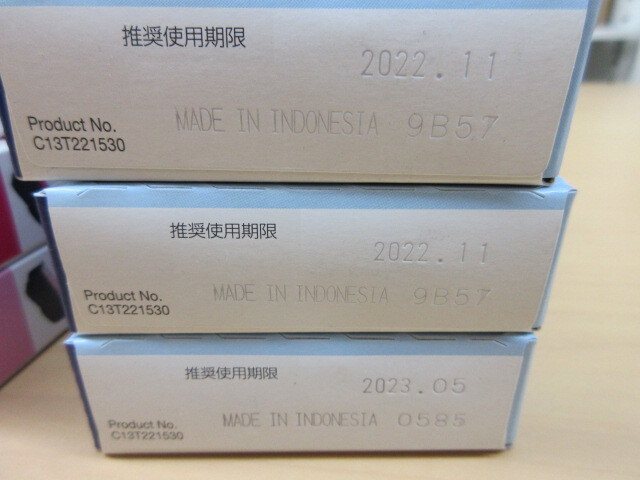 推奨使用期限
2022.11
Product No.
C13T221530
MADE IN INDONESIA 9B57
推奨使用期限
2022.11
Product No.
C13T221530
MADE IN INDONESIA 9B57
推奨使用期限
2023.05
Product No.
C13T221530
MADE IN INDONESIA 0585